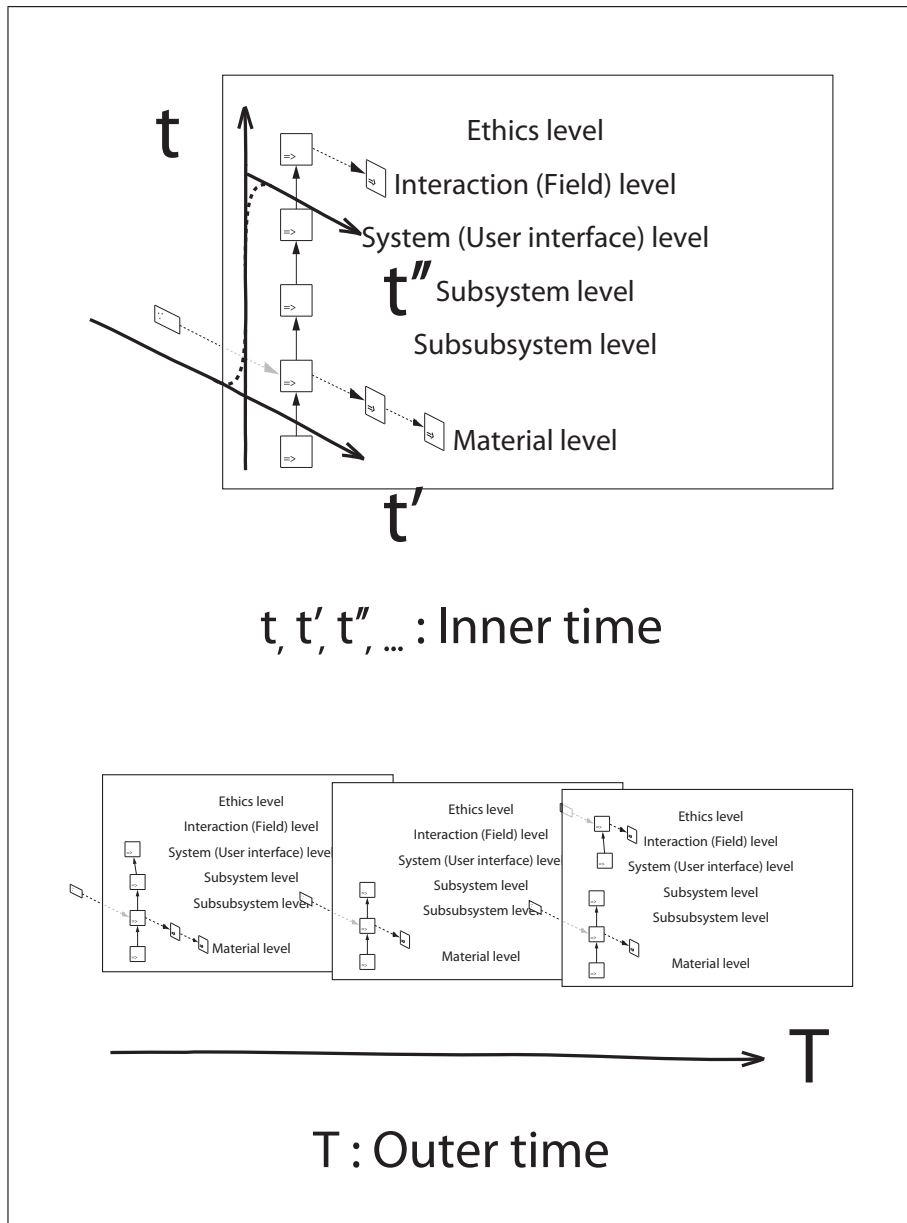 t
Ethics level
=>
Interaction (Field) level
=>
=>
System (User interface) level
t″
=>
Subsystem level
Subsubsystem level
=>
=>
=>
Material level
=>
t′
t, t′, t″, ... : Inner time
Ethics level
Interaction (Field) level
System (User interface) level
Subsystem level
Subsubsystem level
Material level
=>
=>
=>
=>
Ethics level
Interaction (Field) level
System (User interface) level
Subsystem level
Subsubsystem level
Material level
=>
=>
=>
Ethics level
Interaction (Field) level
System (User interface) level
Subsystem level
Subsubsystem level
Material level
=>
=>
=>
=>
=>
T
T : Outer time